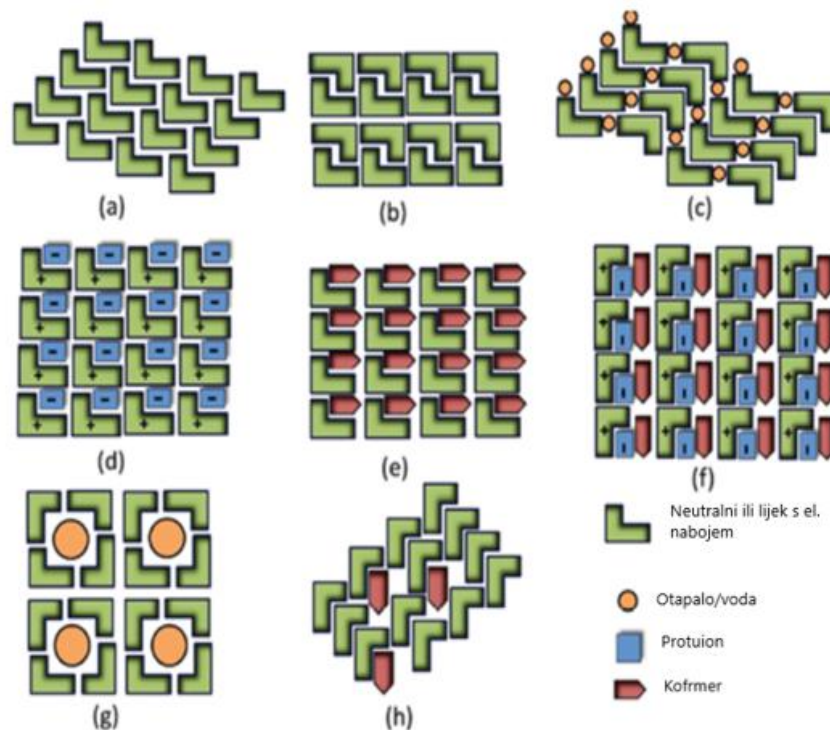 (a)
(b)
(c)
(d)
(e)
(f)
(g)
(h)
Neutralni ili lijek s el.
nabojem
Otapalo/voda
Protuion
Kofrmer